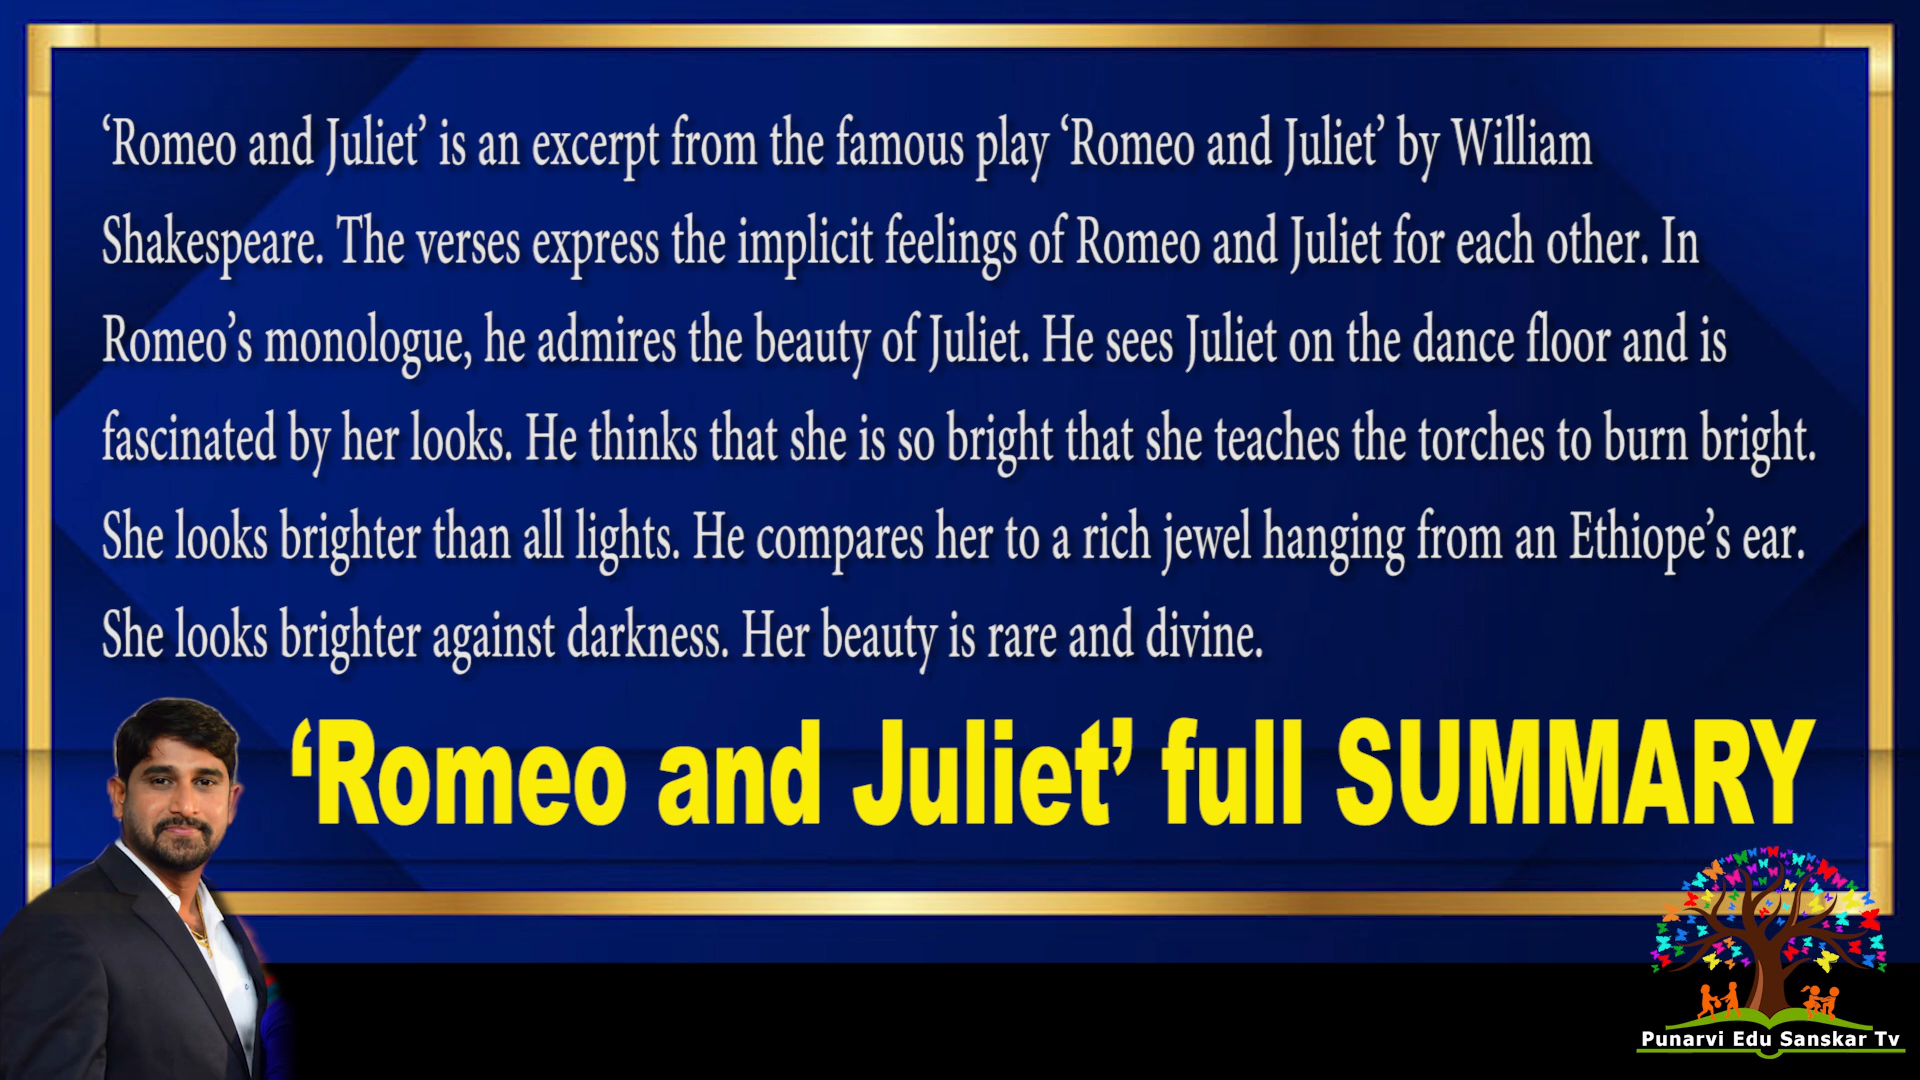 ‘Romeo and Juliet’ is an excerpt from the famous play ‘Romeo and Juliet’ by William
Shakespeare. The verses express the implicit feelings of Romeo and Juliet for each other. In
Romeo’s monologue, he admires the beauty of Juliet. He sees Juliet on the dance floor and is
fascinated by her looks. He thinks that she is so bright that she teaches the torches to burn bright.
She looks brighter than all lights. He compares her to a rich jewel hanging from an Ethiope’s ear.
She looks brighter against darkness. Her beauty is rare and divine.
‘Romeo and Juliet’ full SUMMARY
Punarvi Edu Sanskar Tv